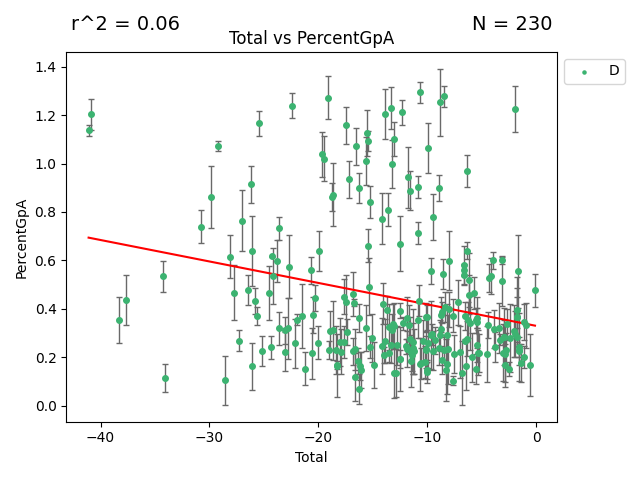 r^2 = 0.06
N = 230
Total vs PercentGpA
D
PercentGpA
1.4
1.2
1.0
0.8
0.6
0.4
0.2
0.0
−40
−30
−20
−10
0
Total